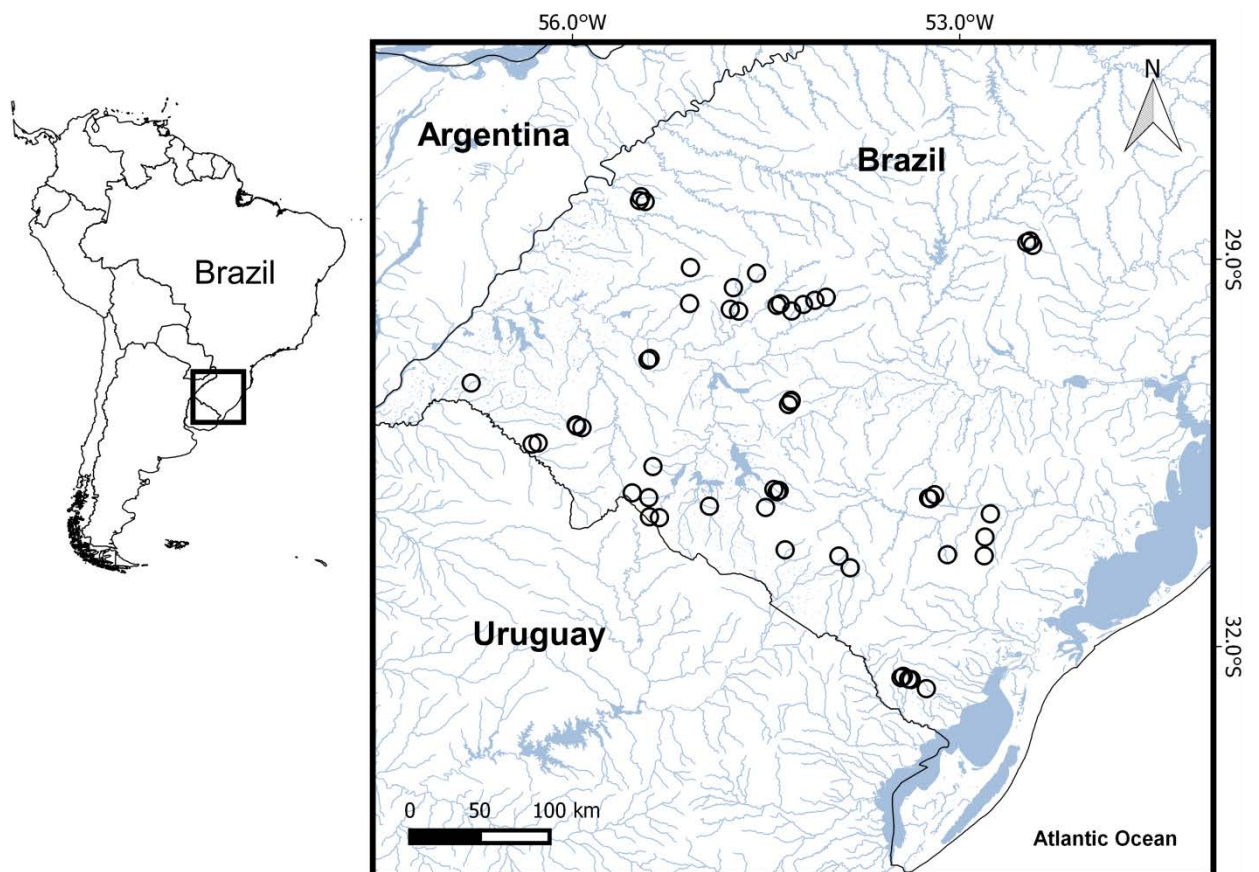 56.0°W
53.0°W
N
Argentina
Brazil
29.0°S
Brazil
Uruguay
32.0°S
0 50 100 km
Atlantic Ocean